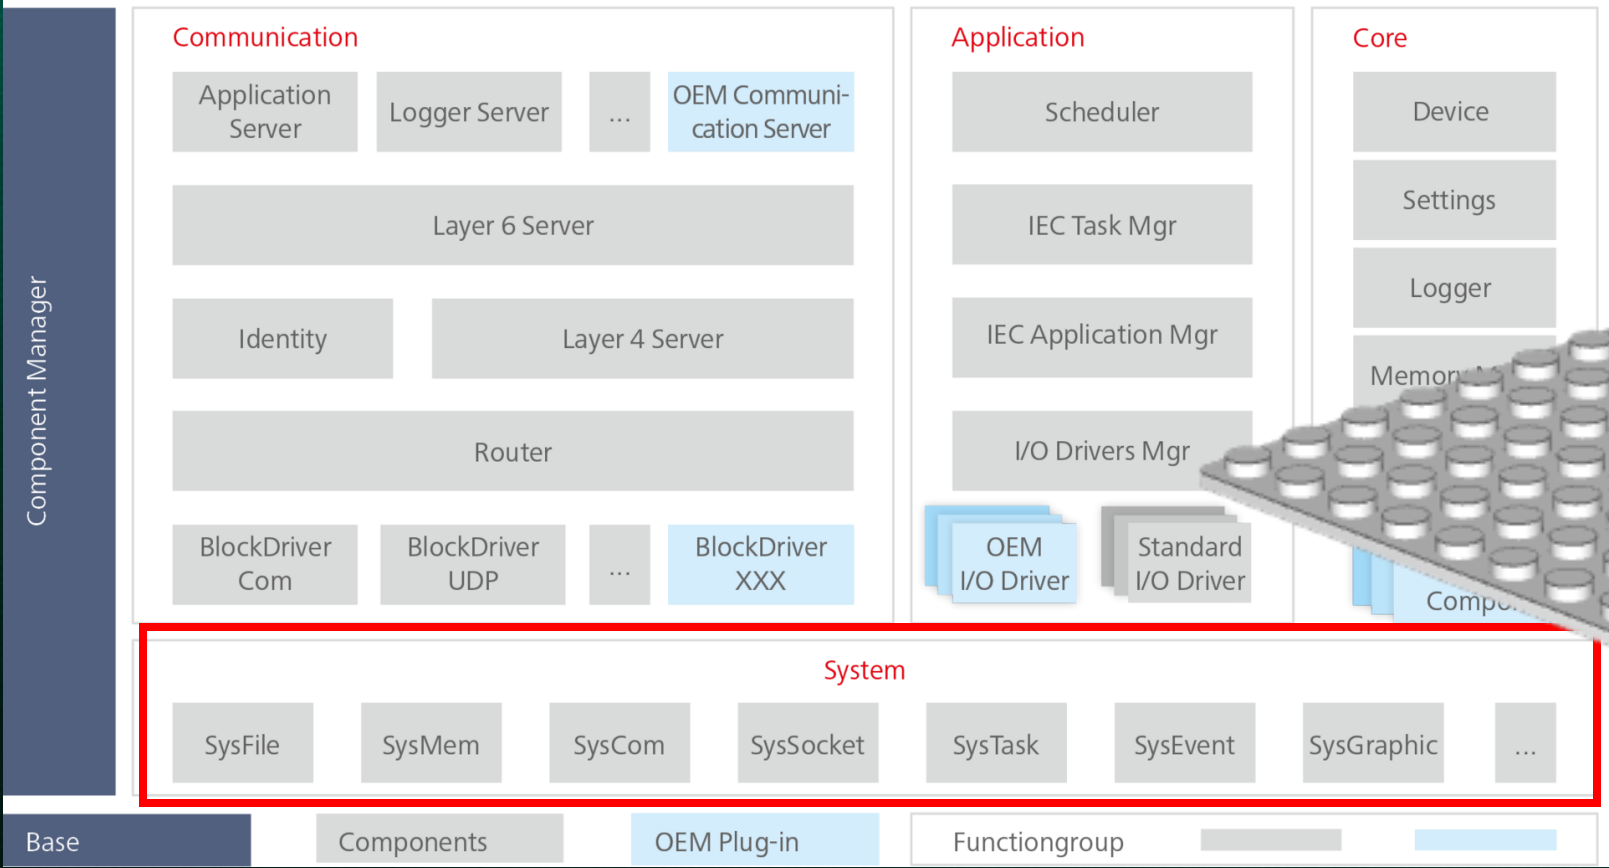 Component Manager
Communication
Application
Server
Logger Server
...
OEM Communi-
cation Server
Layer 6 Server
Identity
Layer 4 Server
Router
BlockDriver
Com
BlockDriver
UDP
...
BlockDriver
XXX
Application
Scheduler
IEC Task Mgr
IEC Application Mgr
I/O Drivers Mgr
OEM
I/O Driver
Standard
I/O Driver
Core
Device
Settings
Logger
Memory
System
SysFile
SysMem
SysCom
SysSocket
SysTask
SysEvent
SysGraphic
...
Base
Components
OEM Plug-in
Functiongroup